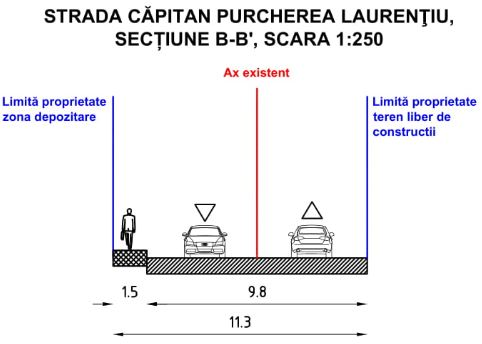 STRADA CĂPITAN PURCHEREA LAURENŢIU,
SECȚIUNE B-B', SCARA 1:250
Ax existent
Limită proprietate
zona depozitare
Limită proprietate
teren liber de
constructii
1.5
9.8
11.3